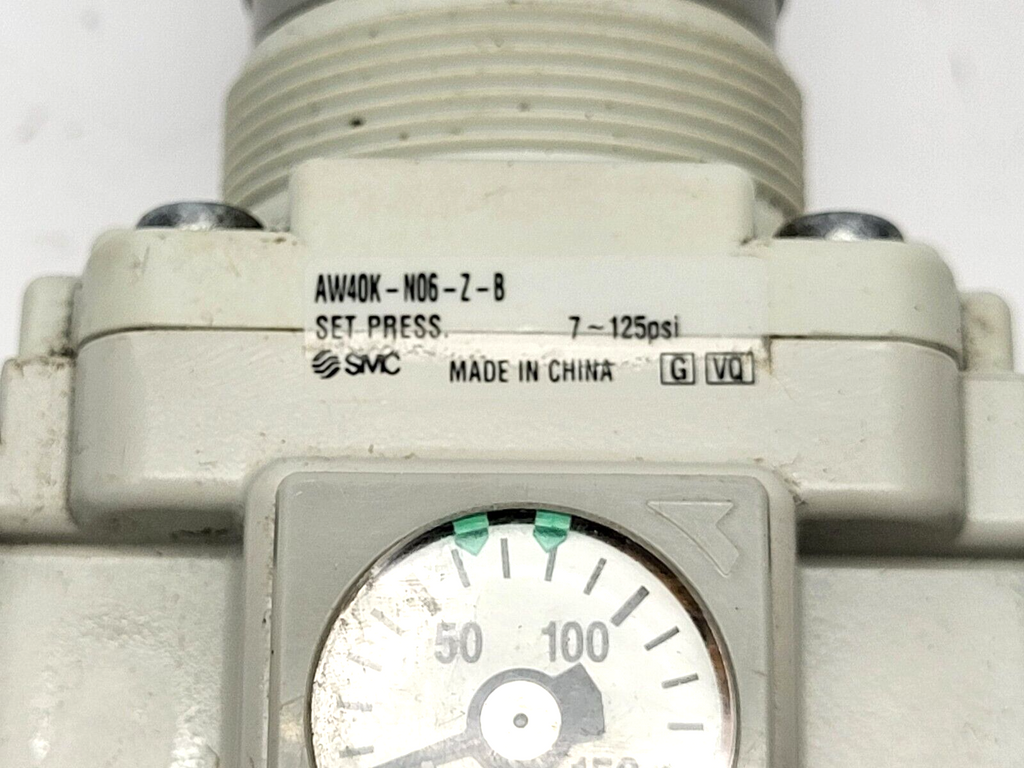 AW40K-N06-Z-B
SET PRESS. 7~125psi
SMC MADE IN CHINA G VQ
50 100